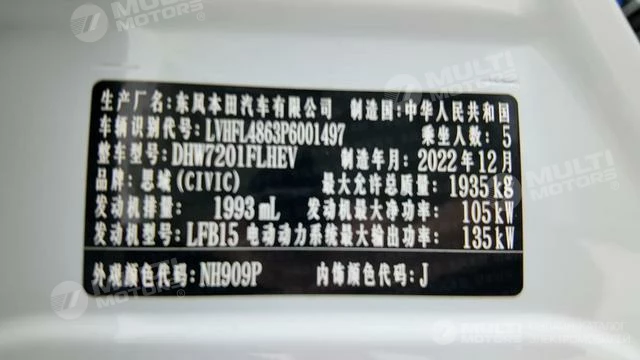 MULTI MOTORS
MULTI MOTORS
生产厂名:东风本田汽车有限公司 制造国:中华人民共和国
车辆识别代号:LVHFL4863P6001497 乘坐人数:5
整车型号:DHW7201FLHEV 制造年月:2022年12月
品牌:思域(CIVIC) 最大允许总质量:1935kg
发动机排量:1993mL 发动机最大净功率:105kW
发动机型号:LFB15 电动动力系统最大输出功率:135kW
外观颜色代码:NH909P 内饰颜色代码:J
MULTI MOTORS
MULTI MOTORS